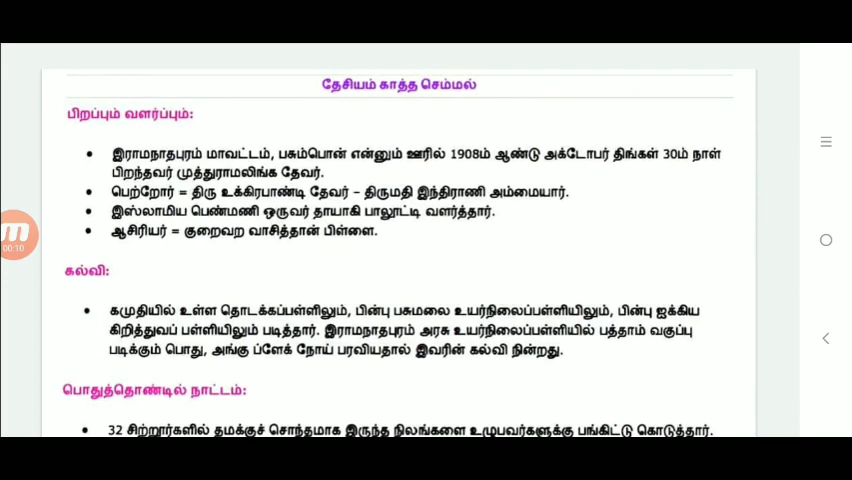 தேசியம் காத்த செம்மல்
பிறப்பும் வளர்ப்பும்:
• இராமநாதபுரம் மாவட்டம், பசும்பொன் என்னும் ஊரில் 1908ம் ஆண்டு அக்டோபர் திங்கள் 30ம் நாள்
பிறந்தவர் முத்துராமலிங்க தேவர்.
• பெற்றோர் = திரு உக்கிரபாண்டி தேவர் – திருமதி இந்திராணி அம்மையார்.
• இஸ்லாமிய பெண்மணி ஒருவர் தாயாகி பாலூட்டி வளர்த்தார்.
• ஆசிரியர் = குறைவற வாசித்தான் பிள்ளை.
கல்வி:
• கமுதியில் உள்ள தொடக்கப்பள்ளிலும், பின்பு பசுமலை உயர்நிலைப்பள்ளியிலும், பின்பு ஐக்கிய
கிறித்துவப் பள்ளியிலும் படித்தார். இராமநாதபுரம் அரசு உயர்நிலைப்பள்ளியில் பத்தாம் வகுப்பு
படிக்கும் பொது, அங்கு ப்ளேக் நோய் பரவியதால் இவரின் கல்வி நின்றது.
பொதுத்தொண்டில் நாட்டம்:
• 32 சிற்றூர்களில் தமக்குச் சொந்தமாக இருந்த நிலங்களை உழுபவர்களுக்கு பங்கிட்டு கொடுத்தார்.
00:10